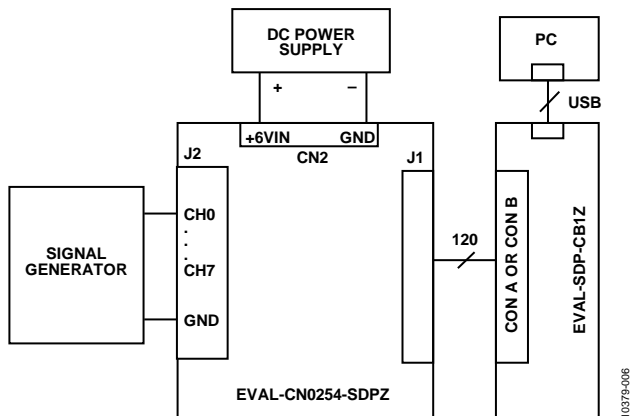 DC POWER
SUPPLY
PC
+ –
USB
+6VIN GND
CN2
J2
J1
CH0
.
.
.
CH7
GND
SIGNAL
GENERATOR
120
CON A OR CON B
EVAL-SDP-CB1Z
EVAL-CN0254-SDPZ
10379-006